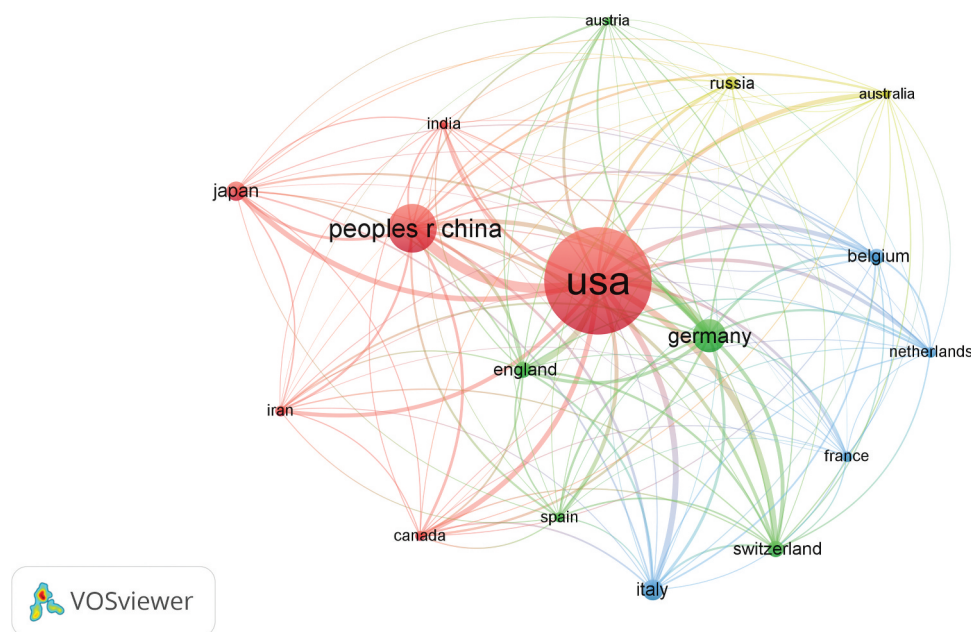 austria
russia
australia
india
japan
peoples r china
belgium
usa
germany
netherlands
england
iran
france
spain
canada
switzerland
italy
VOSviewer